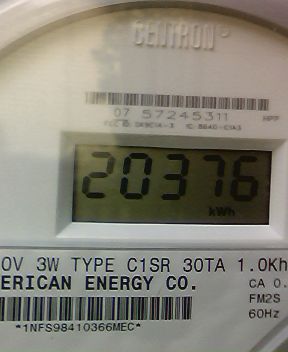 CENTRON
07 57245311 HPP
20376
kWh
0V 3W TYPE C1SR 30TA 1.0Kh
ERICAN ENERGY CO. CA 0.
FM2S
60Hz
*1NFS98410366MEC*